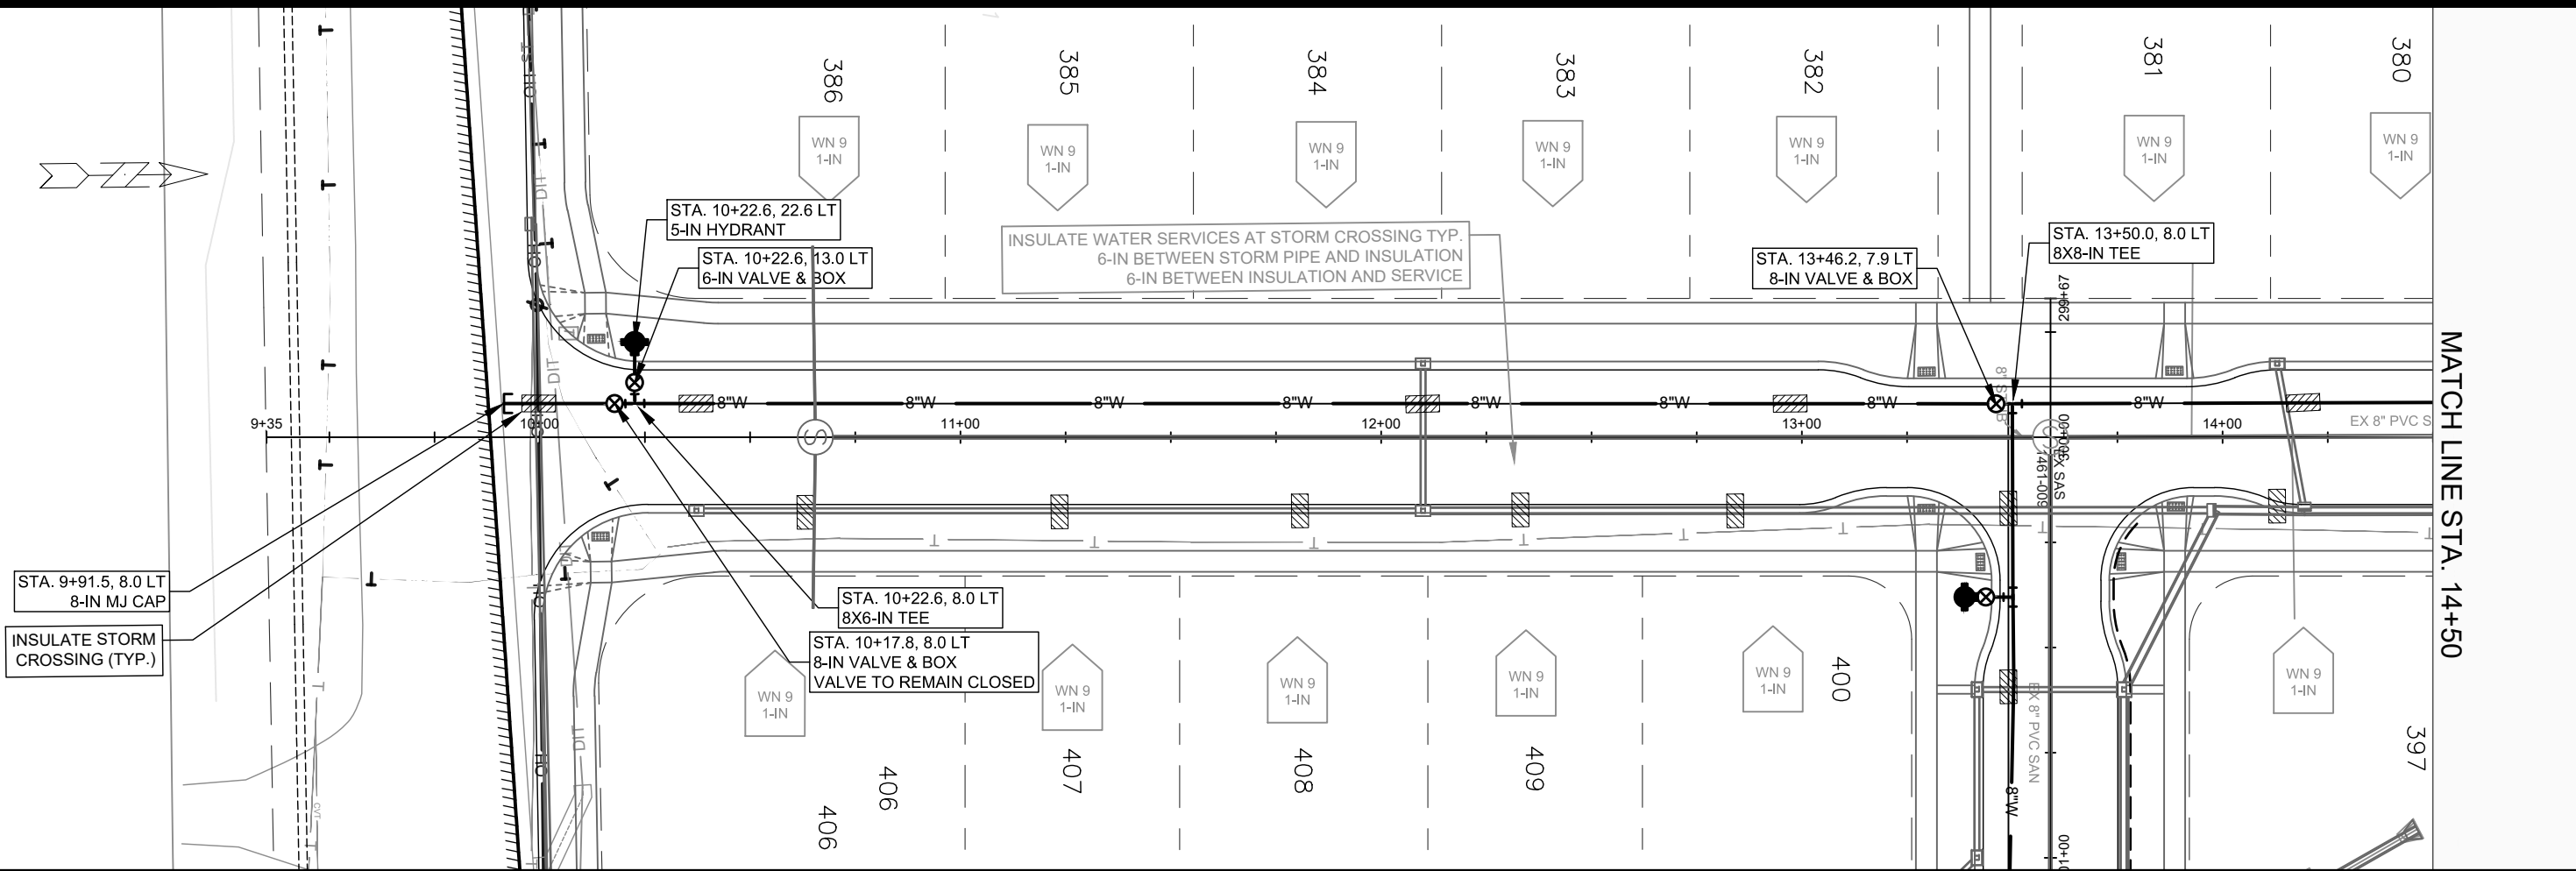 386
385
384
383
382
381
380
WN 9
1-IN
WN 9
1-IN
WN 9
1-IN
WN 9
1-IN
WN 9
1-IN
WN 9
1-IN
WN 9
1-IN
STA. 10+22.6, 22.6 LT
5-IN HYDRANT
STA. 10+22.6, 13.0 LT
6-IN VALVE & BOX
INSULATE WATER SERVICES AT STORM CROSSING TYP.
6-IN BETWEEN STORM PIPE AND INSULATION
6-IN BETWEEN INSULATION AND SERVICE
STA. 13+46.2, 7.9 LT
8-IN VALVE & BOX
STA. 13+50.0, 8.0 LT
8X8-IN TEE
299+67
MATCH LINE STA. 14+50
8"W
8"W
8"W
8"W
8"W
8"W
8"W
9+35
10+00
11+00
12+00
13+00
14+00
300+00
EX 8" PVC S
S
EX SAS
1461-009
STA. 9+91.5, 8.0 LT
8-IN MJ CAP
INSULATE STORM
CROSSING (TYP.)
STA. 10+22.6, 8.0 LT
8X6-IN TEE
STA. 10+17.8, 8.0 LT
8-IN VALVE & BOX
VALVE TO REMAIN CLOSED
WN 9
1-IN
WN 9
1-IN
WN 9
1-IN
WN 9
1-IN
WN 9
1-IN
WN 9
1-IN
400
EX 8" PVC SAN
8"W
406
406
407
408
409
397
DIT
DIT